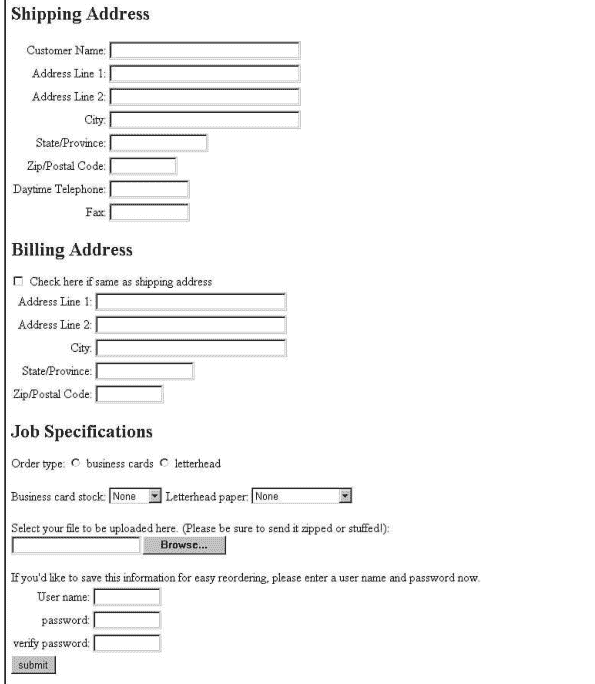 Shipping Address
Customer Name:
Address Line 1:
Address Line 2:
City:
State/Province:
Zip/Postal Code:
Daytime Telephone:
Fax:
Billing Address
Check here if same as shipping address
Address Line 1:
Address Line 2:
City:
State/Province:
Zip/Postal Code:
Job Specifications
Order type: business cards letterhead
Business card stock: None Letterhead paper: None
Select your file to be uploaded here. (Please be sure to send it zipped or stuffed!):
Browse...
If you'd like to save this information for easy reordering, please enter a user name and password now.
User name:
password:
verify password:
submit